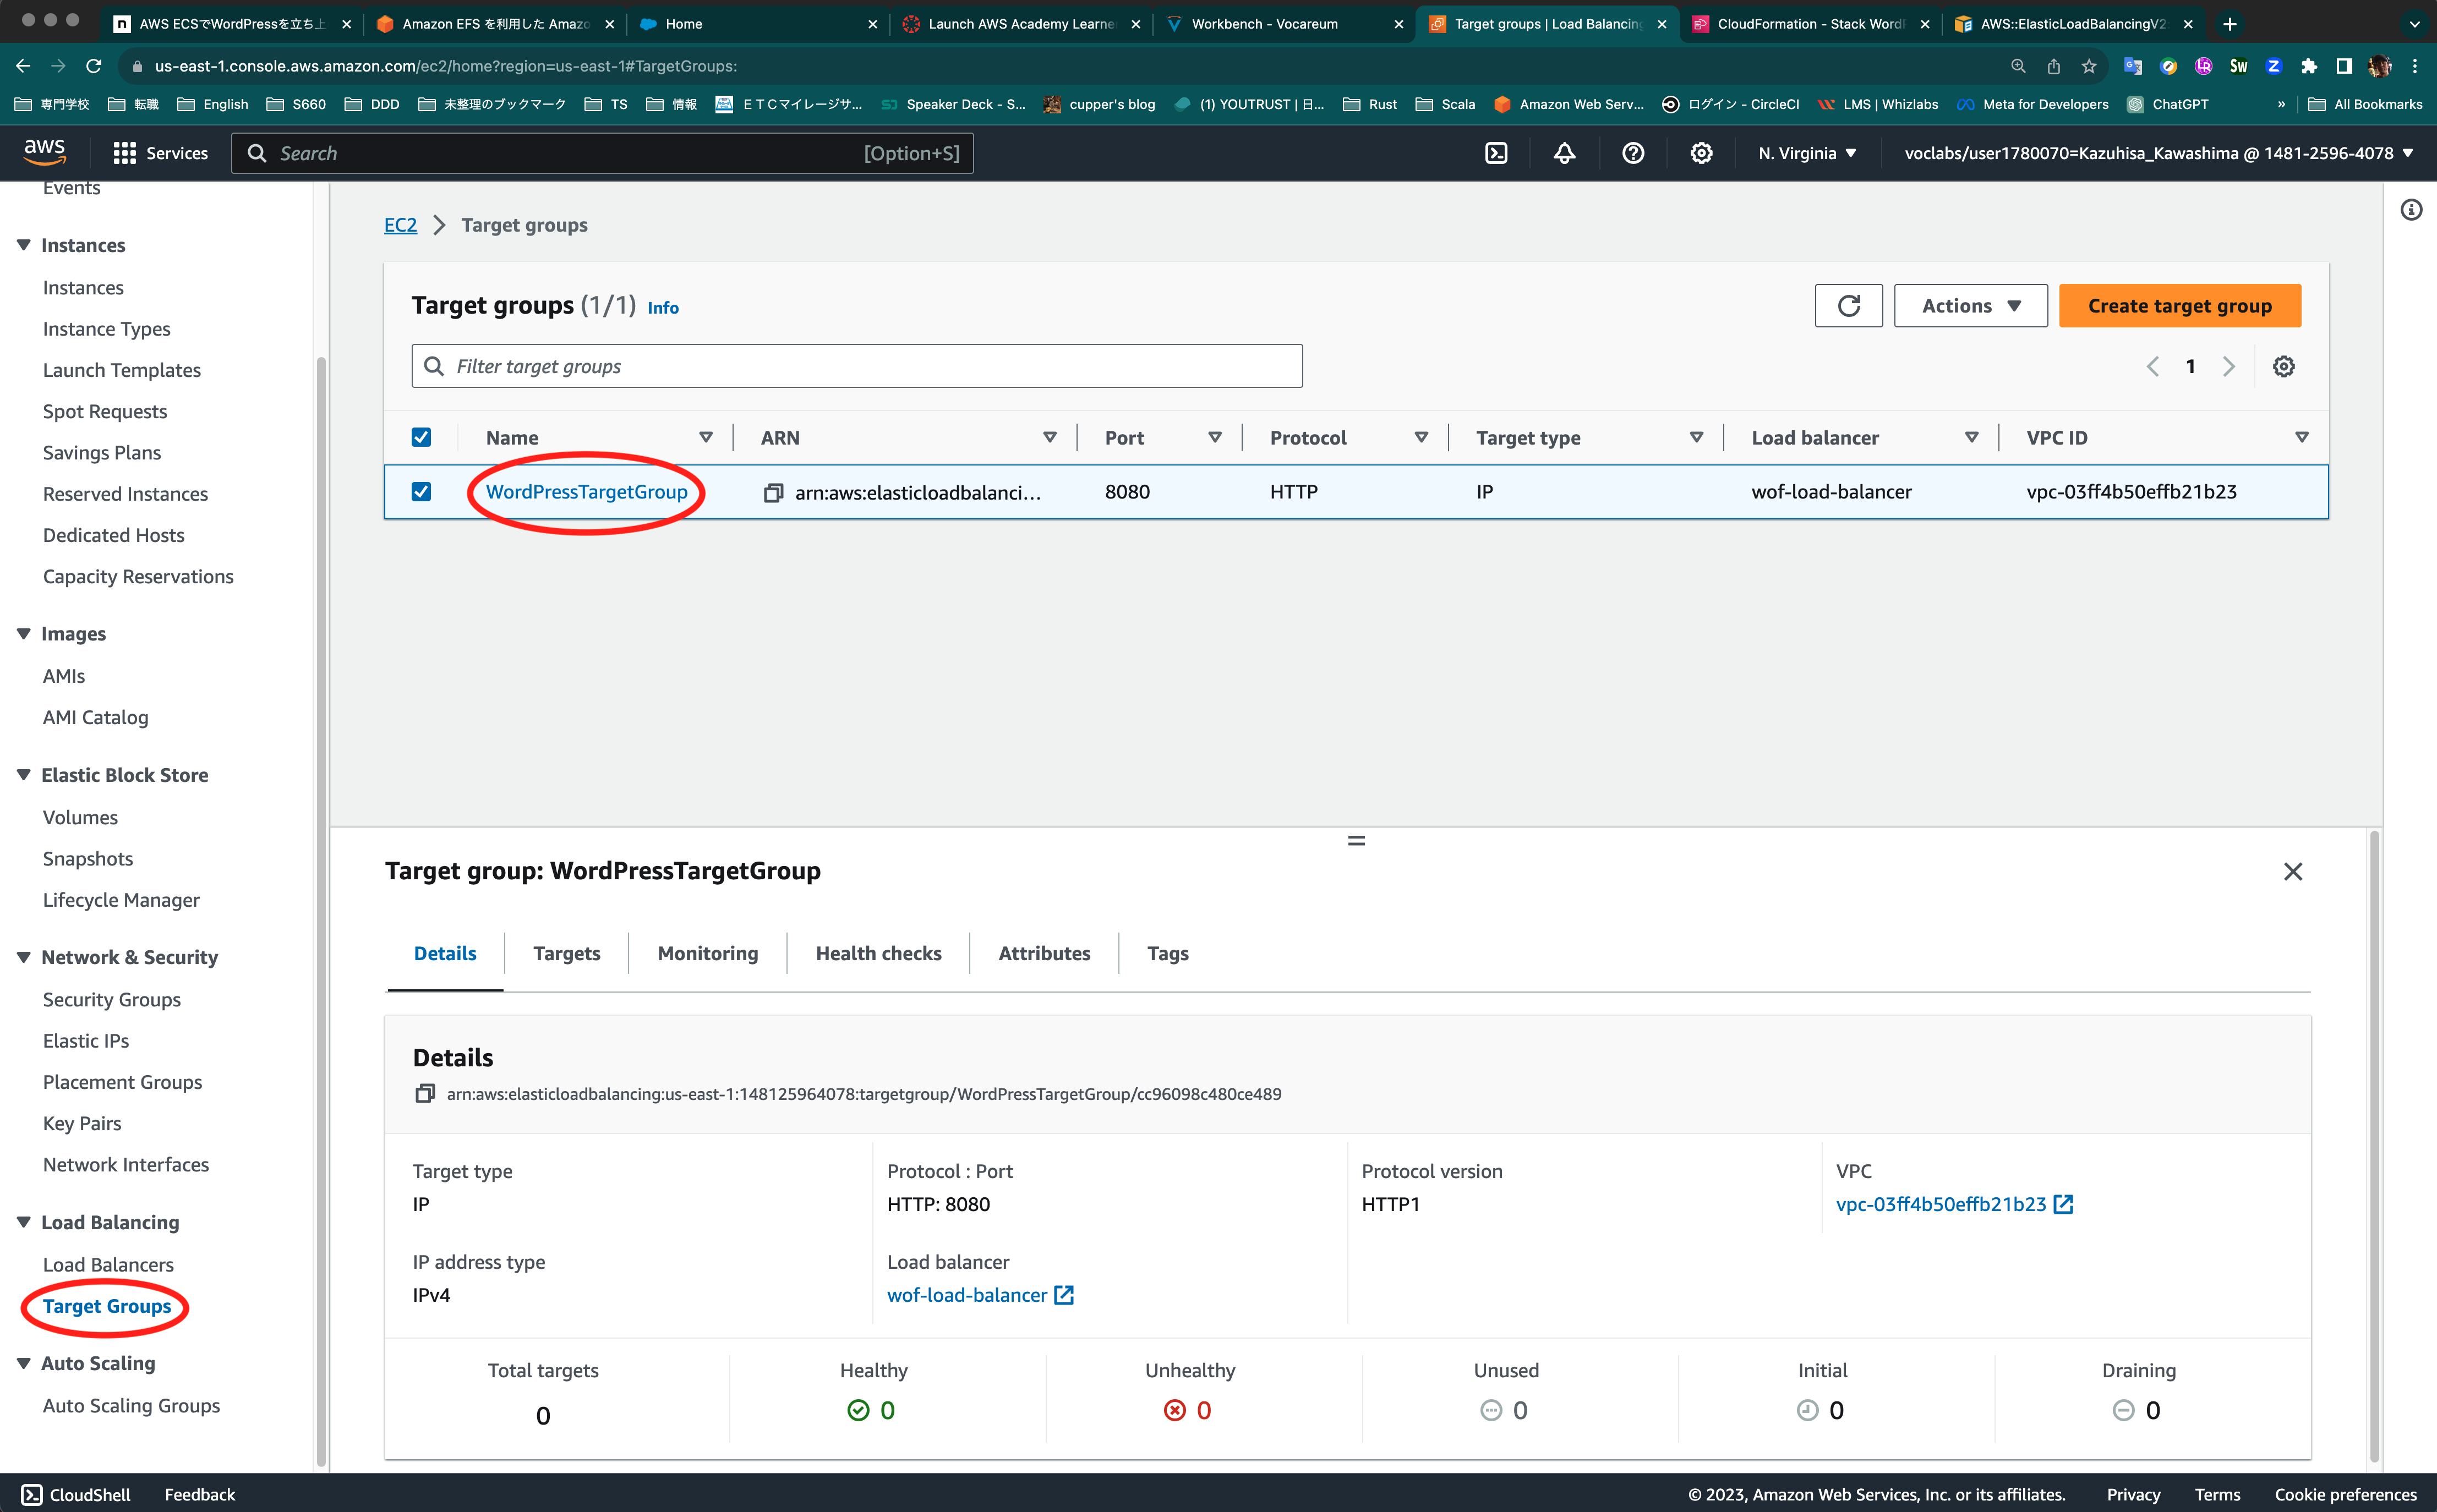 AWS ECSでWordPressを立ち上
Amazon EFS を利用した Amazo
Home
Launch AWS Academy Learne
Workbench - Vocareum
Target groups | Load Balancing
CloudFormation - Stack WordP
AWS::ElasticLoadBalancingV2
us-east-1.console.aws.amazon.com/ec2/home?region=us-east-1#TargetGroups:
専門学校
転職
English
S660
DDD
未整理のブックマーク
TS
情報
ＥＴＣマイレージサ...
Speaker Deck - S...
cupper's blog
(1) YOUTRUST | 日...
Rust
Scala
Amazon Web Serv...
ログイン - CircleCI
LMS | Whizlabs
Meta for Developers
ChatGPT
»
All Bookmarks
aws
Services
Search
[Option+S]
N. Virginia
voclabs/user1780070=Kazuhisa_Kawashima @ 1481-2596-4078
Events
Instances
Instances
Instance Types
Launch Templates
Spot Requests
Savings Plans
Reserved Instances
Dedicated Hosts
Capacity Reservations
Images
AMIs
AMI Catalog
Elastic Block Store
Volumes
Snapshots
Lifecycle Manager
Network & Security
Security Groups
Elastic IPs
Placement Groups
Key Pairs
Network Interfaces
Load Balancing
Load Balancers
Target Groups
Auto Scaling
Auto Scaling Groups
EC2
Target groups
Target groups (1/1) Info
Actions
Create target group
Filter target groups
1
Name
ARN
Port
Protocol
Target type
Load balancer
VPC ID
WordPressTargetGroup
arn:aws:elasticloadbalanci...
8080
HTTP
IP
wof-load-balancer
vpc-03ff4b50effb21b23
Target group: WordPressTargetGroup
Details
Targets
Monitoring
Health checks
Attributes
Tags
Details
arn:aws:elasticloadbalancing:us-east-1:148125964078:targetgroup/WordPressTargetGroup/cc96098c480ce489
Target type
IP
Protocol : Port
HTTP: 8080
Protocol version
HTTP1
VPC
vpc-03ff4b50effb21b23
IP address type
IPv4
Load balancer
wof-load-balancer
Total targets
0
Healthy
0
Unhealthy
0
Unused
0
Initial
0
Draining
0
CloudShell
Feedback
© 2023, Amazon Web Services, Inc. or its affiliates.
Privacy
Terms
Cookie preferences